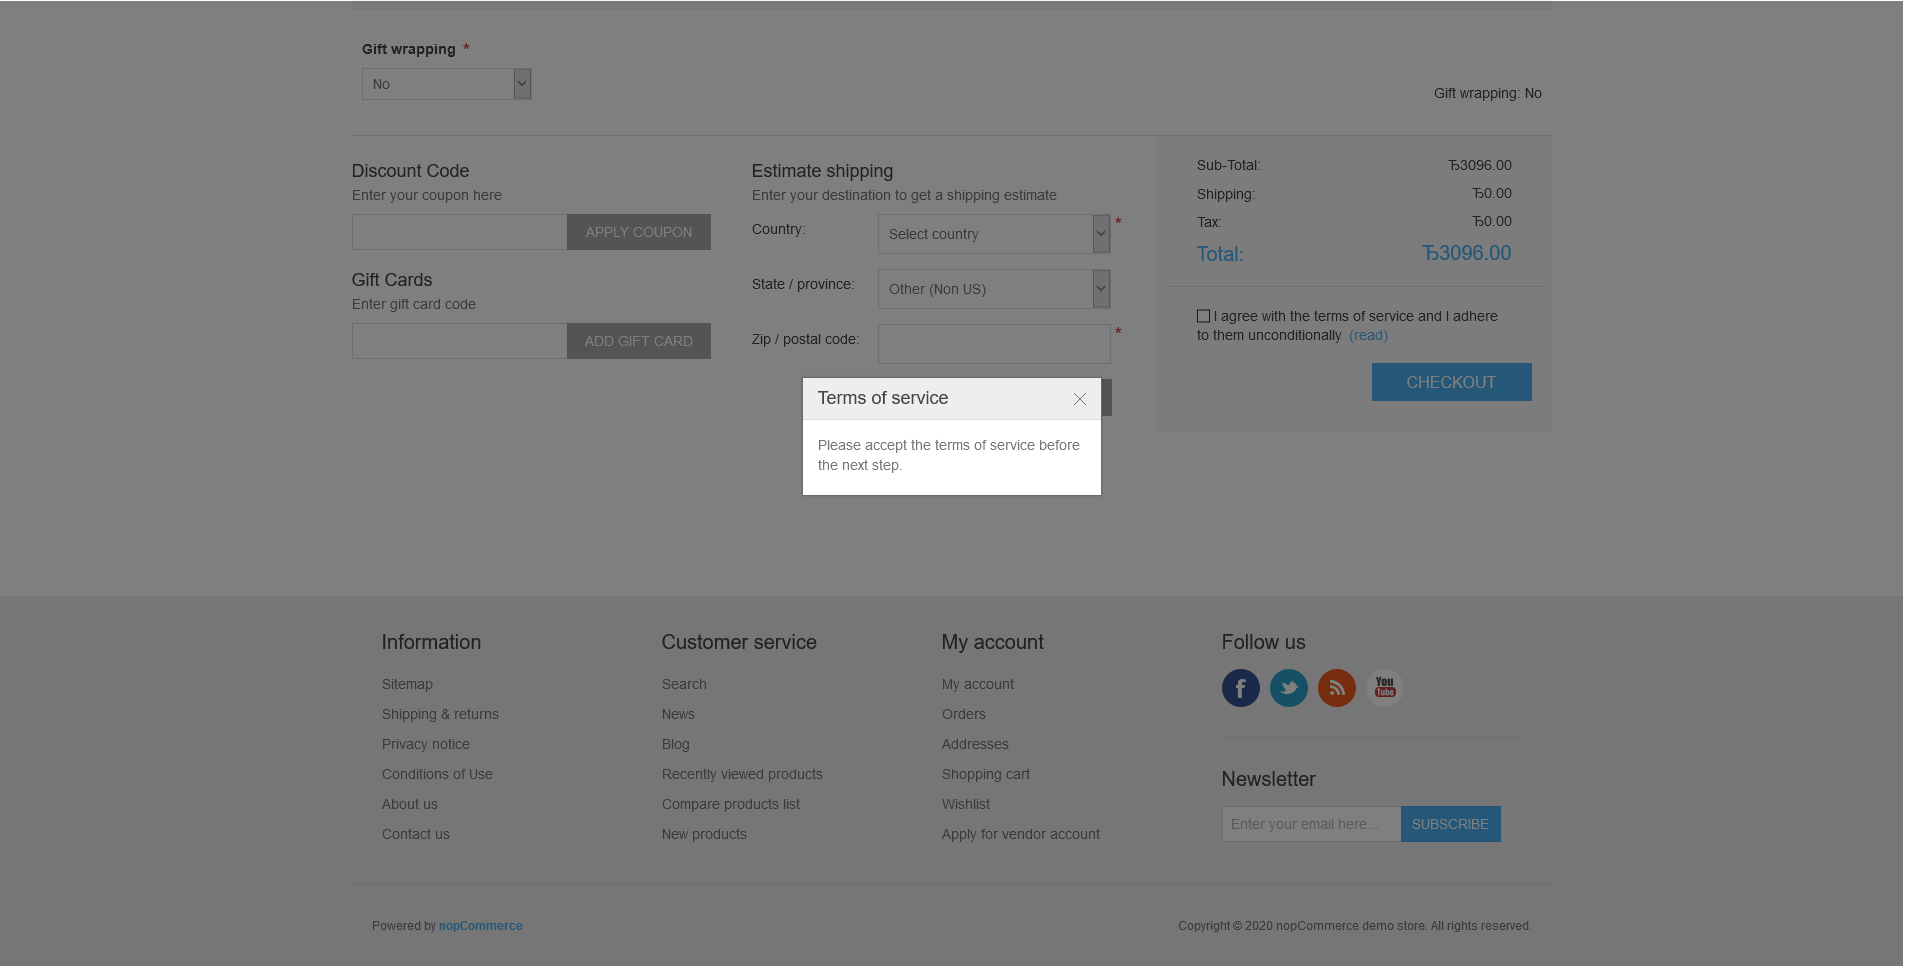 Gift wrapping *
No
Gift wrapping: No
Discount Code
Enter your coupon here
APPLY COUPON
Gift Cards
Enter gift card code
ADD GIFT CARD
Estimate shipping
Enter your destination to get a shipping estimate
Country:
Select country
*
State / province:
Other (Non US)
Zip / postal code:
*
Sub-Total: Ђ3096.00
Shipping: Ђ0.00
Tax: Ђ0.00
Total: Ђ3096.00
I agree with the terms of service and I adhere
to them unconditionally (read)
CHECKOUT
Terms of service
Please accept the terms of service before
the next step.
Information
Sitemap
Shipping & returns
Privacy notice
Conditions of Use
About us
Contact us
Customer service
Search
News
Blog
Recently viewed products
Compare products list
New products
My account
My account
Orders
Addresses
Shopping cart
Wishlist
Apply for vendor account
Follow us
You
Tube
Newsletter
Enter your email here...
SUBSCRIBE
Powered by nopCommerce
Copyright © 2020 nopCommerce demo store. All rights reserved.